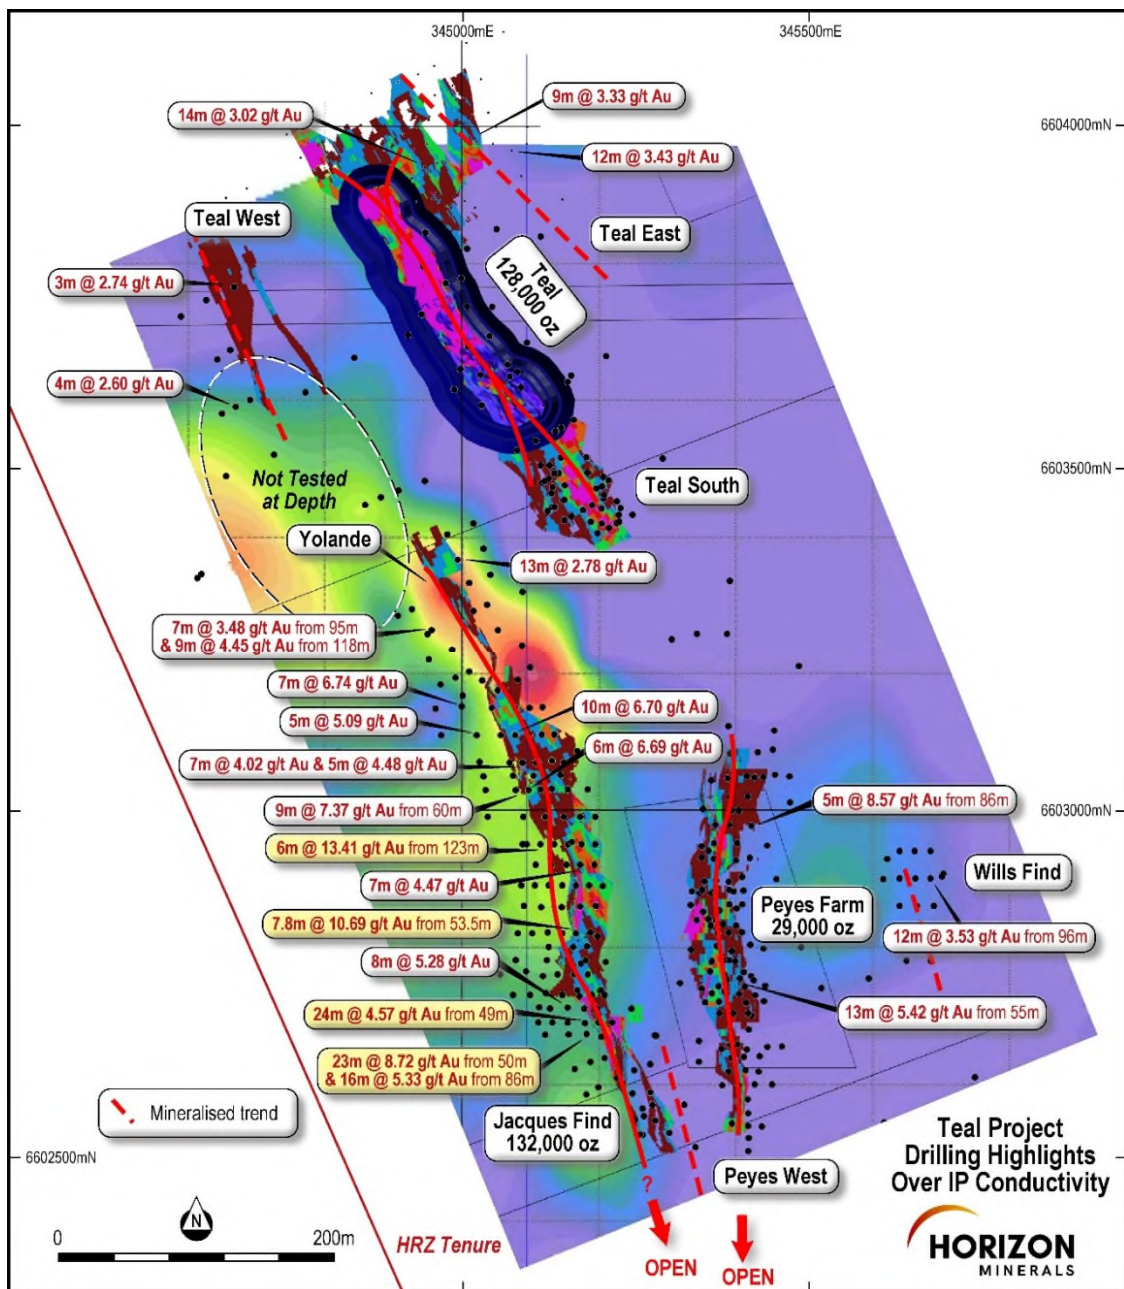 345000mE
345500mE
9m @ 3.33 g/t Au
14m @ 3.02 g/t Au
6604000mN
12m @ 3.43 g/t Au
Teal West
Teal East
Teal
128,000 oz
3m @ 2.74 g/t Au
4m @ 2.60 g/t Au
6603500mN
Not Tested
at Depth
Teal South
Yolande
13m @ 2.78 g/t Au
7m @ 3.48 g/t Au from 95m
& 9m @ 4.45 g/t Au from 118m
7m @ 6.74 g/t Au
10m @ 6.70 g/t Au
5m @ 5.09 g/t Au
6m @ 6.69 g/t Au
7m @ 4.02 g/t Au & 5m @ 4.48 g/t Au
5m @ 8.57 g/t Au from 86m
9m @ 7.37 g/t Au from 60m
6603000mN
6m @ 13.41 g/t Au from 123m
Wills Find
7m @ 4.47 g/t Au
Peyes Farm
29,000 oz
7.8m @ 10.69 g/t Au from 53.5m
12m @ 3.53 g/t Au from 96m
8m @ 5.28 g/t Au
13m @ 5.42 g/t Au from 55m
24m @ 4.57 g/t Au from 49m
23m @ 8.72 g/t Au from 50m
& 16m @ 5.33 g/t Au from 86m
Mineralised trend
Jacques Find
132,000 oz
Teal Project
Drilling Highlights
Over IP Conductivity
6602500mN
?
Peyes West
N
0
200m
HRZ Tenure
OPEN
OPEN
HORIZON
MINERALS